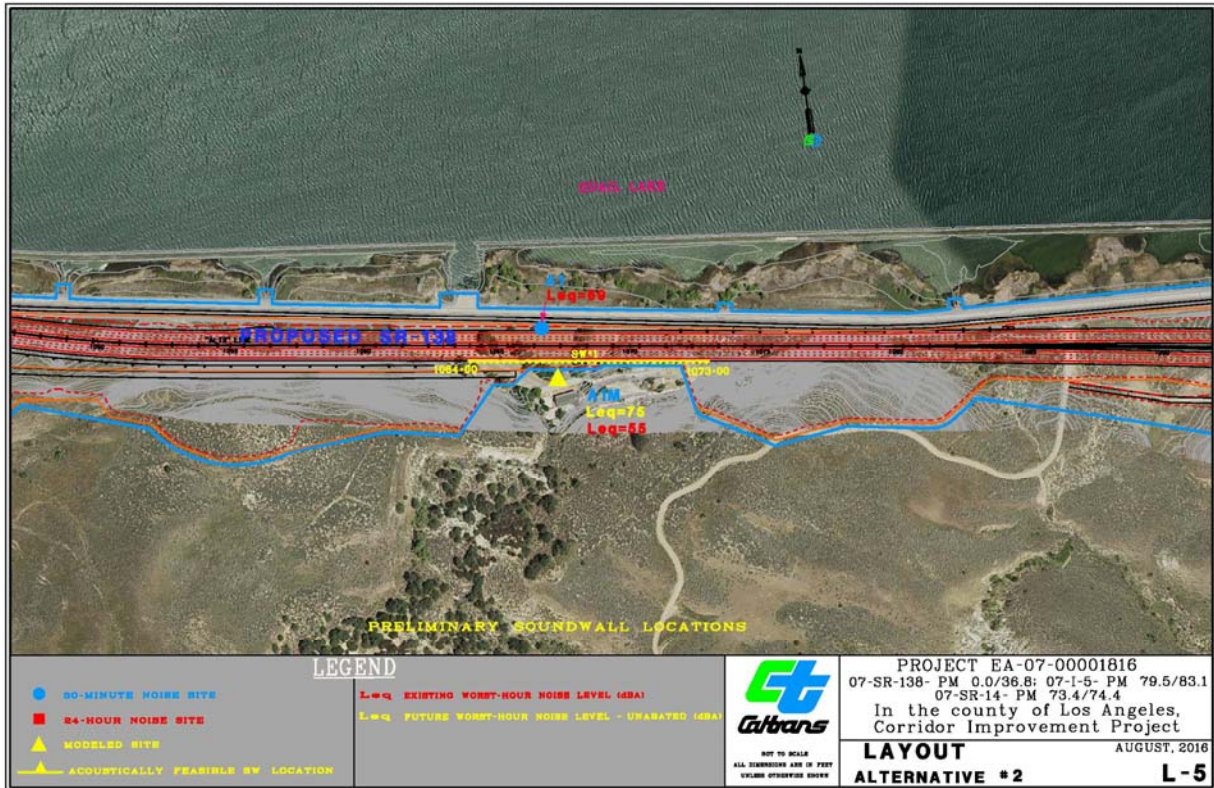 QUAIL LAKE
Leq=69
PROPOSED SR-138
SW#1
1064+00
1073+00
A1M
Leq=75
Leq=55
PRELIMINARY SOUNDWALL LOCATIONS
LEGEND
30-MINUTE NOISE SITE
24-HOUR NOISE SITE
MODELED SITE
ACOUSTICALLY FEASIBLE SW LOCATION
Leq EXISTING WORST-HOUR NOISE LEVEL (dBA)
Leq FUTURE WORST-HOUR NOISE LEVEL - UNABATED (dBA)
Caltrans
NOT TO SCALE
ALL DIMENSIONS ARE IN FEET
UNLESS OTHERWISE SHOWN
PROJECT EA-07-00001816
07-SR-138- PM 0.0/36.8; 07-I-5- PM 79.5/83.1
07-SR-14- PM 73.4/74.4
In the county of Los Angeles,
Corridor Improvement Project
LAYOUT
AUGUST, 2016
ALTERNATIVE #2
L-5